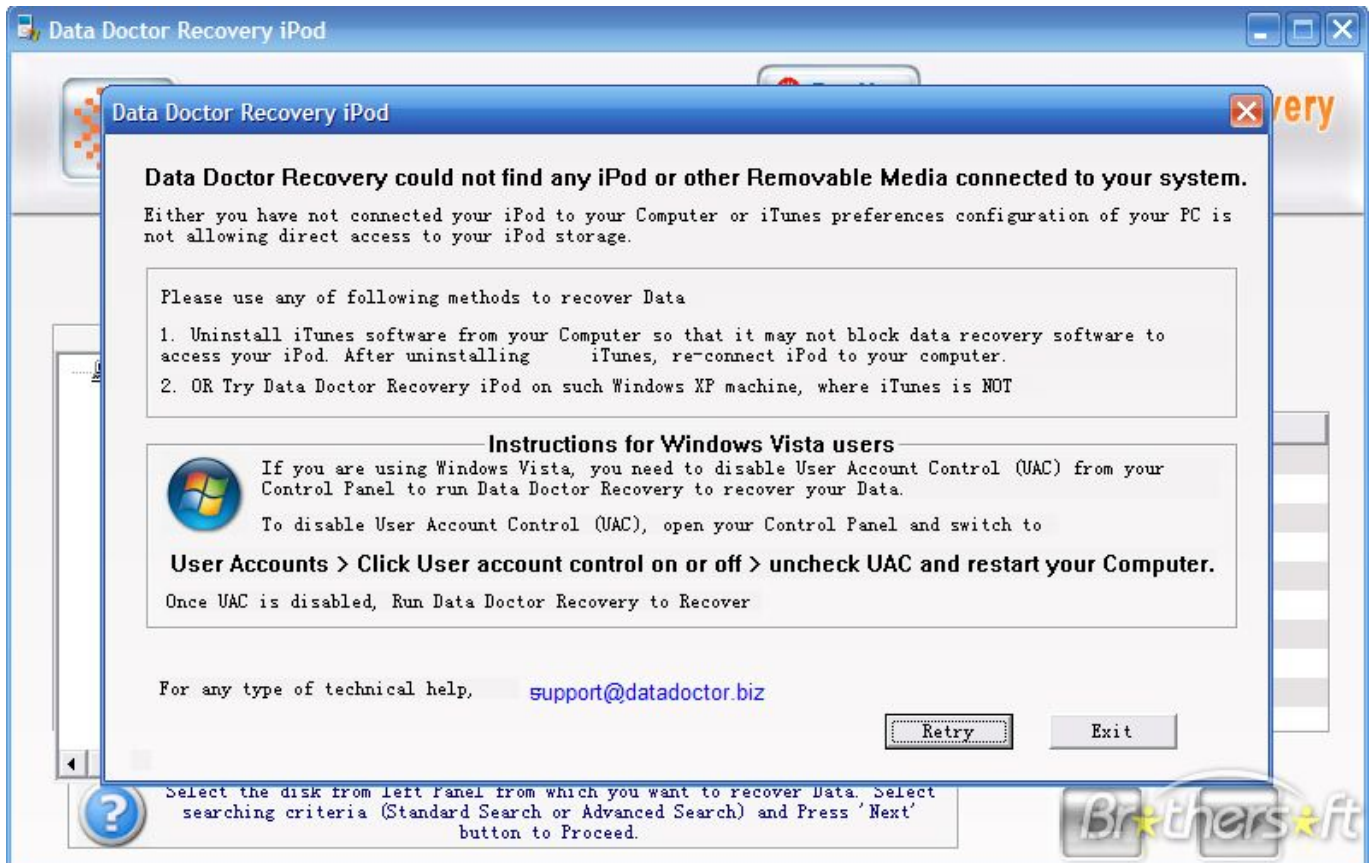 Data Doctor Recovery iPod
very
Data Doctor Recovery iPod
Data Doctor Recovery could not find any iPod or other Removable Media connected to your system.
Either you have not connected your iPod to your Computer or iTunes preferences configuration of your PC is
not allowing direct access to your iPod storage.
Please use any of following methods to recover Data
1. Uninstall iTunes software from your Computer so that it may not block data recovery software to
access your iPod. After uninstalling iTunes, re-connect iPod to your computer.
2. OR Try Data Doctor Recovery iPod on such Windows XP machine, where iTunes is NOT
Instructions for Windows Vista users
If you are using Windows Vista, you need to disable User Account Control (UAC) from your
Control Panel to run Data Doctor Recovery to recover your Data.
To disable User Account Control (UAC), open your Control Panel and switch to
User Accounts > Click User account control on or off > uncheck UAC and restart your Computer.
Once UAC is disabled, Run Data Doctor Recovery to Recover
For any type of technical help, support@datadoctor.biz
Retry Exit
Select the disk from left Panel from which you want to recover Data. Select
searching criteria (Standard Search or Advanced Search) and Press 'Next'
button to Proceed.
Brothersoft